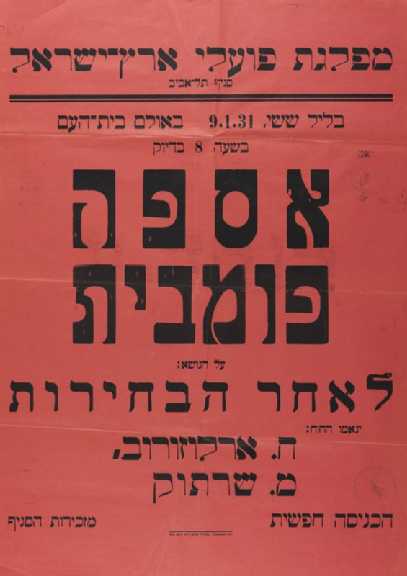 מפלגת פועלי ארץ־ישראל
סניף תל־אביב
בליל ששי, 9.1.31 באולם בית־העם
בשעה 8 בדיוק
אספה
פומבית
על הנושא:
לאחר הבחירות
ינאמו החח':
ח. ארלוזורוב,
מ. שרתוק
הכניסה חפשית מזכירות הסניף